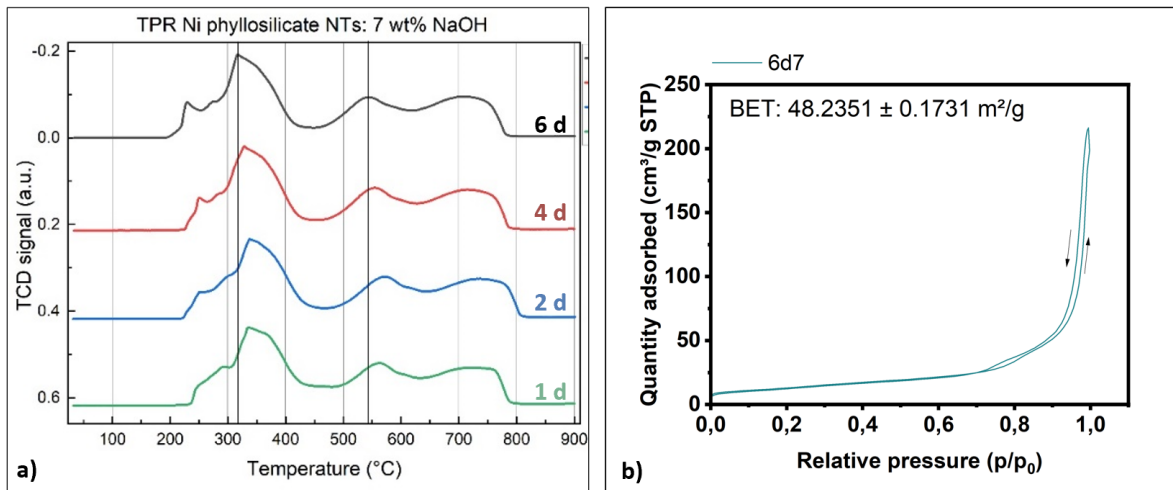 TPR Ni phyllosilicate NTs: 7 wt% NaOH
-0.2
0.0
0.2
0.4
0.6
TCD signal (a.u.)
6 d
4 d
2 d
1 d
100 200 300 400 500 600 700 800 900
Temperature (°C)
a)
6d7
BET: 48.2351 ± 0.1731 m²/g
250
200
150
100
50
0
Quantity adsorbed (cm³/g STP)
0,0 0,2 0,4 0,6 0,8 1,0
Relative pressure (p/p₀)
b)